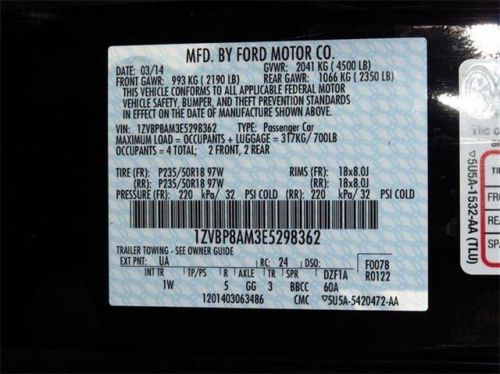 MFD. BY FORD MOTOR CO.
DATE: 03/14 GVWR: 2041 KG ( 4500 LB)
FRONT GAWR: 993 KG ( 2190 LB) REAR GAWR: 1066 KG ( 2350 LB)
THIS VEHICLE CONFORMS TO ALL APPLICABLE FEDERAL MOTOR
VEHICLE SAFETY, BUMPER, AND THEFT PREVENTION STANDARDS
IN EFFECT ON THE DATE OF MANUFACTURE SHOWN ABOVE.
VIN: 1ZVBP8AM3E5298362 TYPE: Passenger Car
MAXIMUM LOAD = OCCUPANTS + LUGGAGE = 317KG/ 700LB
OCCUPANTS = 4 TOTAL; 2 FRONT, 2 REAR
TIRE (FR): P235/50R18 97W RIMS (FR): 18x8.0J
(RR): P235/50R18 97W (RR): 18x8.0J
PRESSURE (FR): 220 kPa/ 32 PSI COLD (RR): 220 kPa/ 32 PSI COLD
1ZVBP8AM3E5298362
TRAILER TOWING - SEE OWNER GUIDE
EXT PNT: UA RC: 24 DSO: F0078
INT TR TP/PS R AXLE TR SPR DZF1A R0122
1W 5 GG 3 BBCC 60A
1201403063486 CMC 5U5A-5420472-AA
5U5A-1532-AA (TLU)